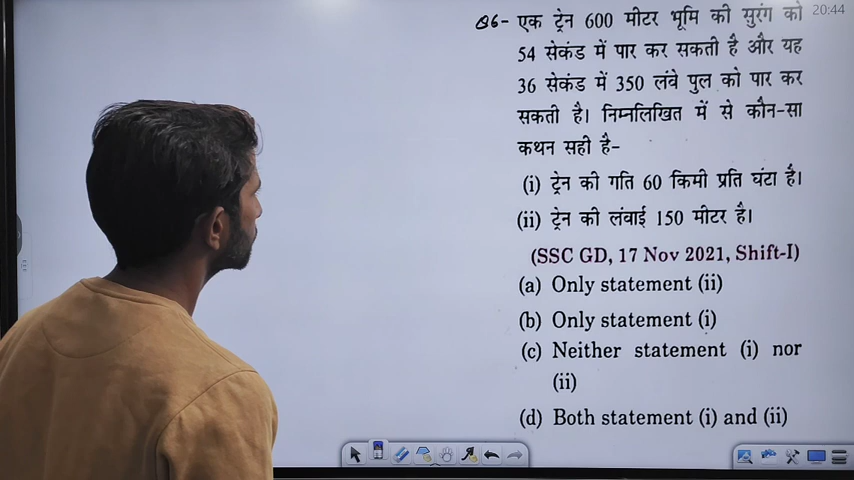 20:44
Q6- एक ट्रेन 600 मीटर भूमि की सुरंग को
54 सेकंड में पार कर सकती है और यह
36 सेकंड में 350 लंवे पुल को पार कर
सकती है। निम्नलिखित में से कौन-सा
कथन सही है-
(i) ट्रेन की गति 60 किमी प्रति घंटा है।
(ii) ट्रेन की लंवाई 150 मीटर है।
(SSC GD, 17 Nov 2021, Shift-I)
(a) Only statement (ii)
(b) Only statement (i)
(c) Neither statement (i) nor
(ii)
(d) Both statement (i) and (ii)